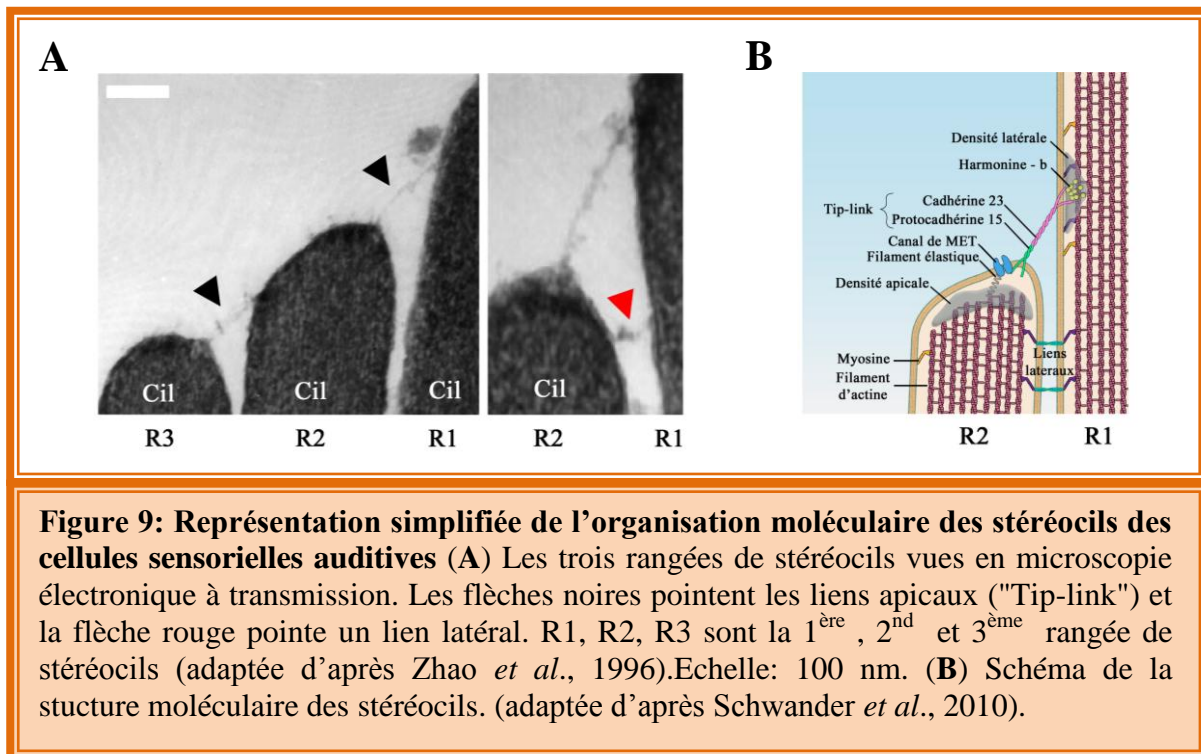 A
B
Cil
Cil
Cil
R3
R2
R1
Cil
R2
R1
Densité latérale
Harmonine - b
Tip-link
Cadhérine 23
Protocadhérine 15
Canal de MET
Filament élastique
Densité apicale
Myosine
Filament
d'actine
Liens
lateraux
R2
R1
Figure 9: Représentation simplifiée de l’organisation moléculaire des stéréocils des
cellules sensorielles auditives (A) Les trois rangées de stéréocils vues en microscopie
électronique à transmission. Les flèches noires pointent les liens apicaux ("Tip-link") et
la flèche rouge pointe un lien latéral. R1, R2, R3 sont la 1ère , 2nd et 3ème rangée de
stéréocils (adaptée d’après Zhao et al., 1996).Echelle: 100 nm. (B) Schéma de la
stucture moléculaire des stéréocils. (adaptée d’après Schwander et al., 2010).